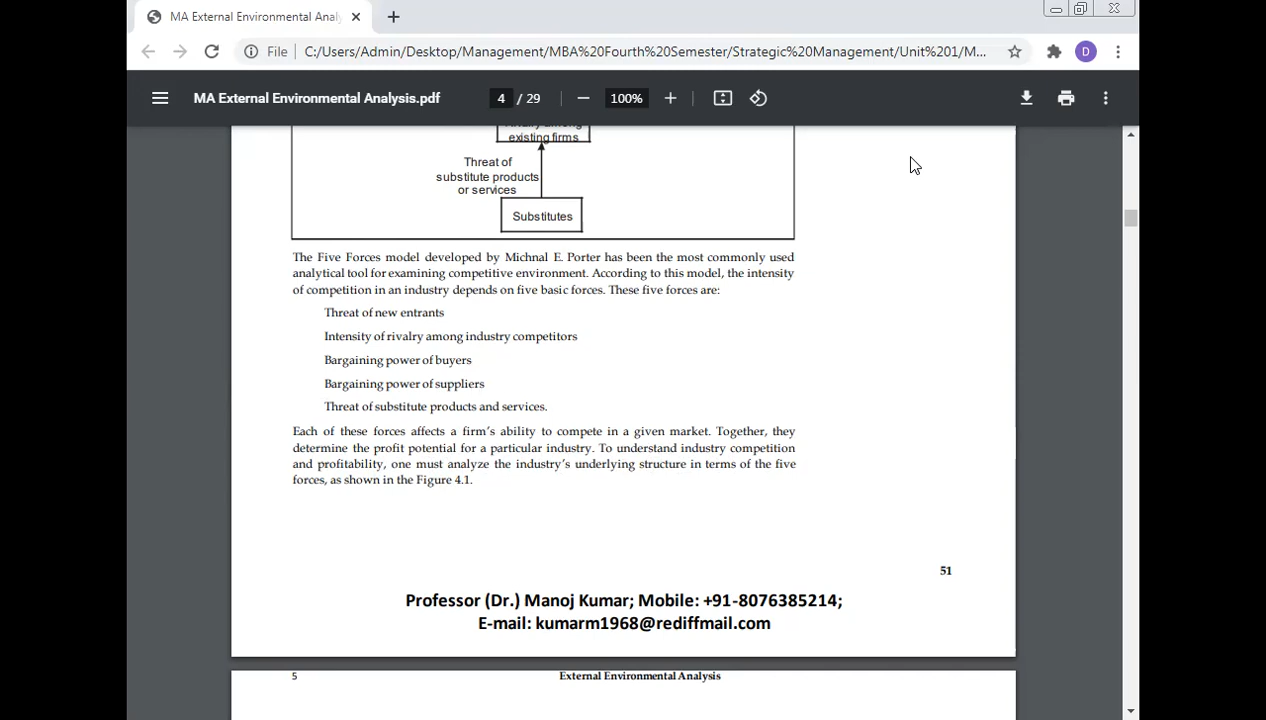 MA External Environmental Analy
File C:/Users/Admin/Desktop/Management/MBA%20Fourth%20Semester/Strategic%20Management/Unit%201/M...
D
MA External Environmental Analysis.pdf
4 / 29
100%
existing firms
Threat of
substitute products
or services
Substitutes
The Five Forces model developed by Michnal E. Porter has been the most commonly used
analytical tool for examining competitive environment. According to this model, the intensity
of competition in an industry depends on five basic forces. These five forces are:
Threat of new entrants
Intensity of rivalry among industry competitors
Bargaining power of buyers
Bargaining power of suppliers
Threat of substitute products and services.
Each of these forces affects a firm's ability to compete in a given market. Together, they
determine the profit potential for a particular industry. To understand industry competition
and profitability, one must analyze the industry's underlying structure in terms of the five
forces, as shown in the Figure 4.1.
51
Professor (Dr.) Manoj Kumar; Mobile: +91-8076385214;
E-mail: kumarm1968@rediffmail.com
5
External Environmental Analysis